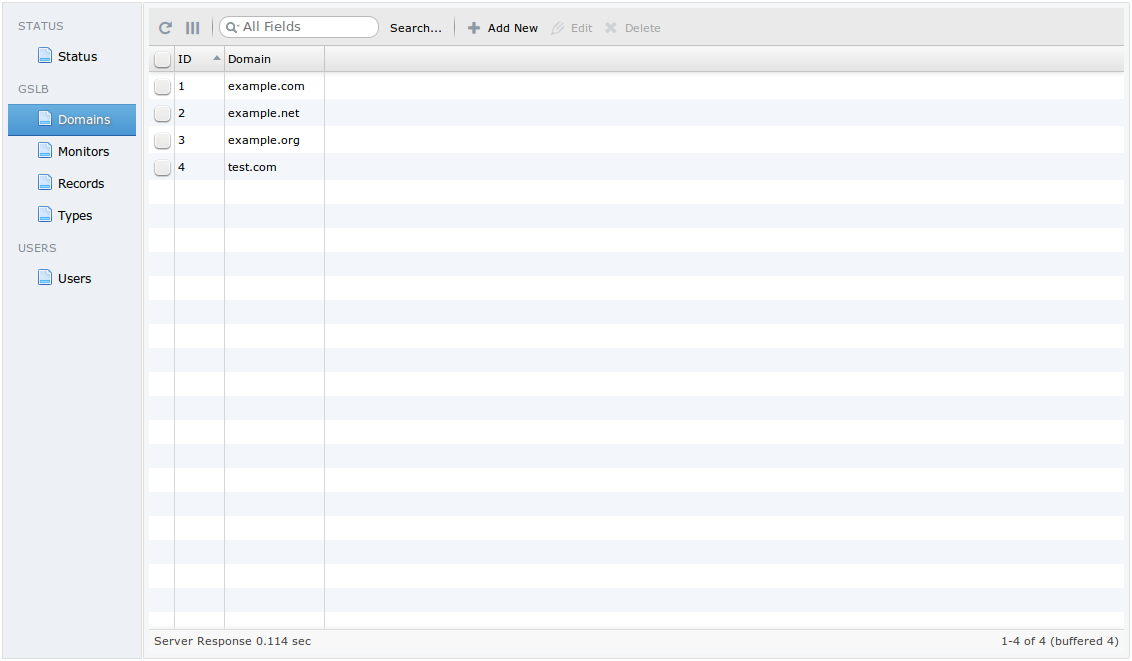 STATUS
Status
GSLB
Domains
Monitors
Records
Types
USERS
Users
All Fields Search... Add New Edit Delete
ID Domain
1 example.com
2 example.net
3 example.org
4 test.com
Server Response 0.114 sec 1-4 of 4 (buffered 4)